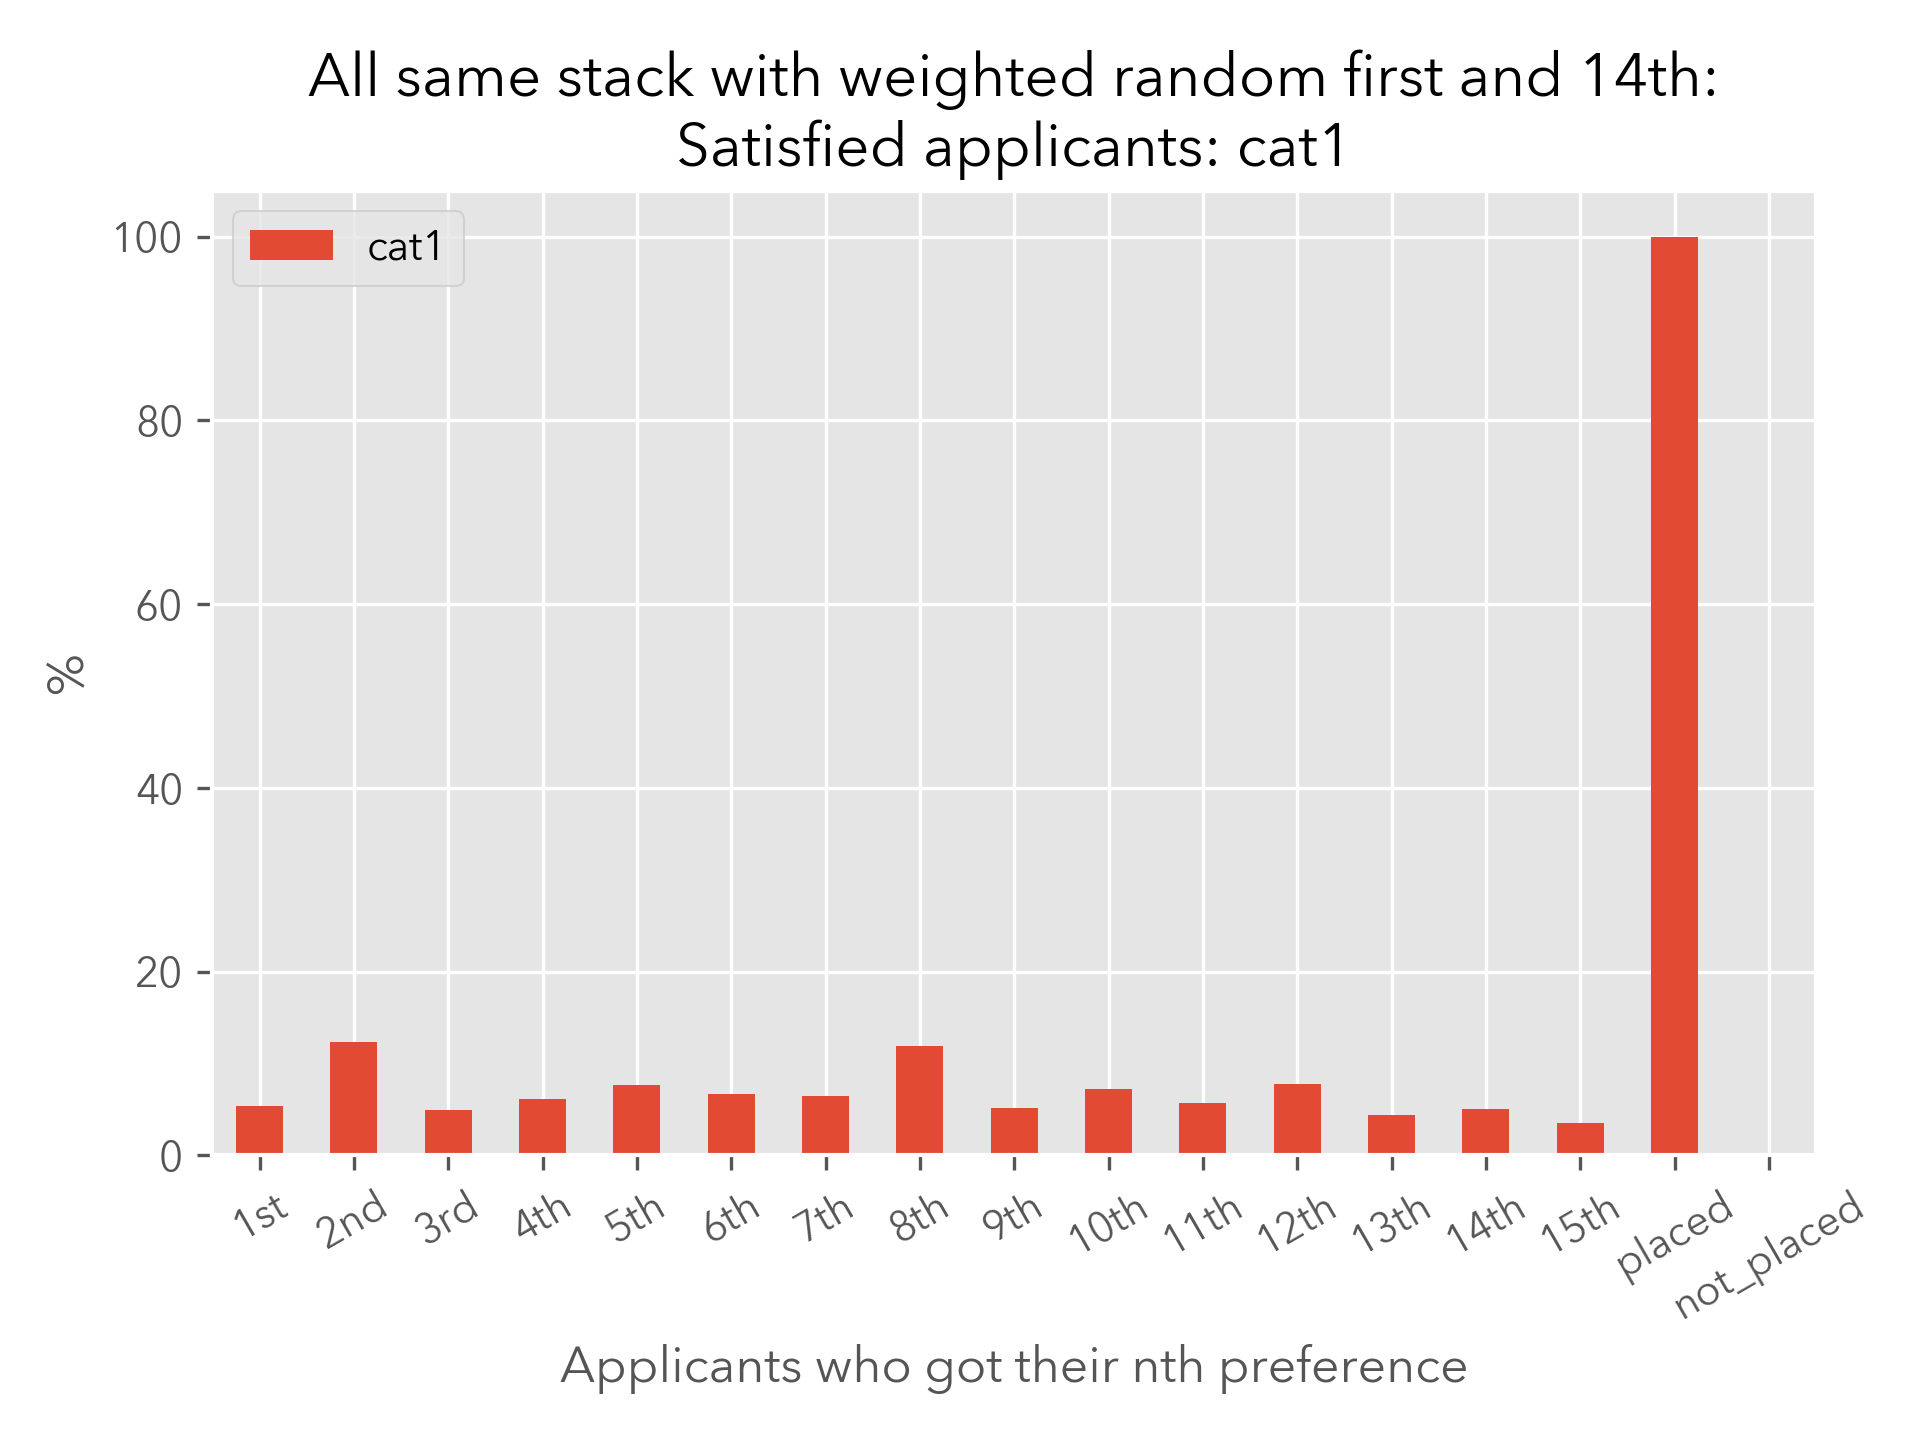 All same stack with weighted random first and 14th:
Satisfied applicants: cat1
cat1
100
80
60
40
20
0
%
1st
2nd
3rd
4th
5th
6th
7th
8th
9th
10th
11th
12th
13th
14th
15th
placed
not_placed
Applicants who got their nth preference